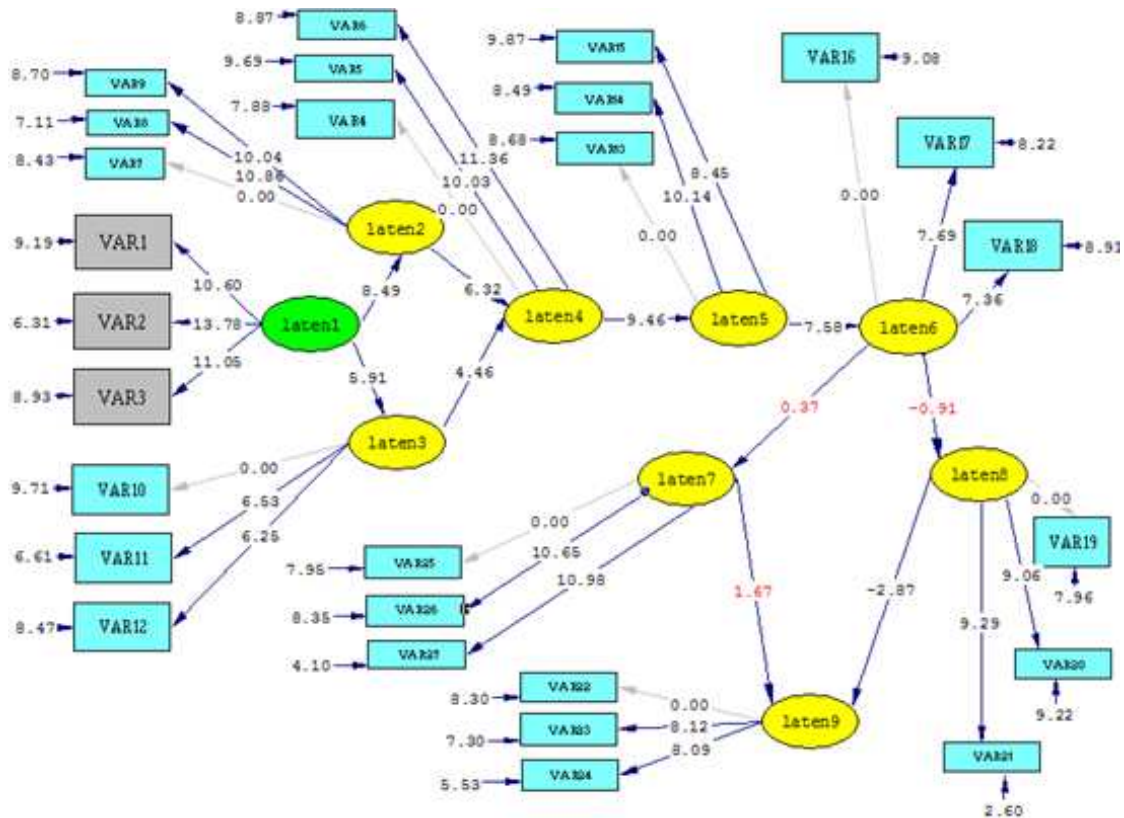 8.87 VAR6
9.69 VAR5
7.88 VAR4
8.70 VAR9
7.11 VAR8
8.43 VAR7
9.87 VAR15
8.49 VAR14
8.68 VAR13
VAR16 9.08
VAR17 8.22
VAR18 8.91
10.04
10.86
0.00
11.36
10.03
0.00
8.45
10.14
0.00
0.00
7.69
7.36
9.19 VAR1
6.31 VAR2
8.93 VAR3
10.60
13.78
11.05
laten1
laten2
8.49
5.91
6.32
laten4
9.46
laten5
7.58
laten6
4.46
laten3
0.37
-0.91
9.71 VAR10
6.61 VAR11
8.47 VAR12
0.00
6.53
6.25
laten7
laten8
0.00
10.65
10.98
7.95 VAR25
8.35 VAR26
4.10 VAR27
1.67
-2.87
0.00
9.06
9.29
VAR19
7.96
VAR20
9.22
VAR21
2.60
8.30 VAR22
7.30 VAR23
5.53 VAR24
0.00
8.12
8.09
laten9